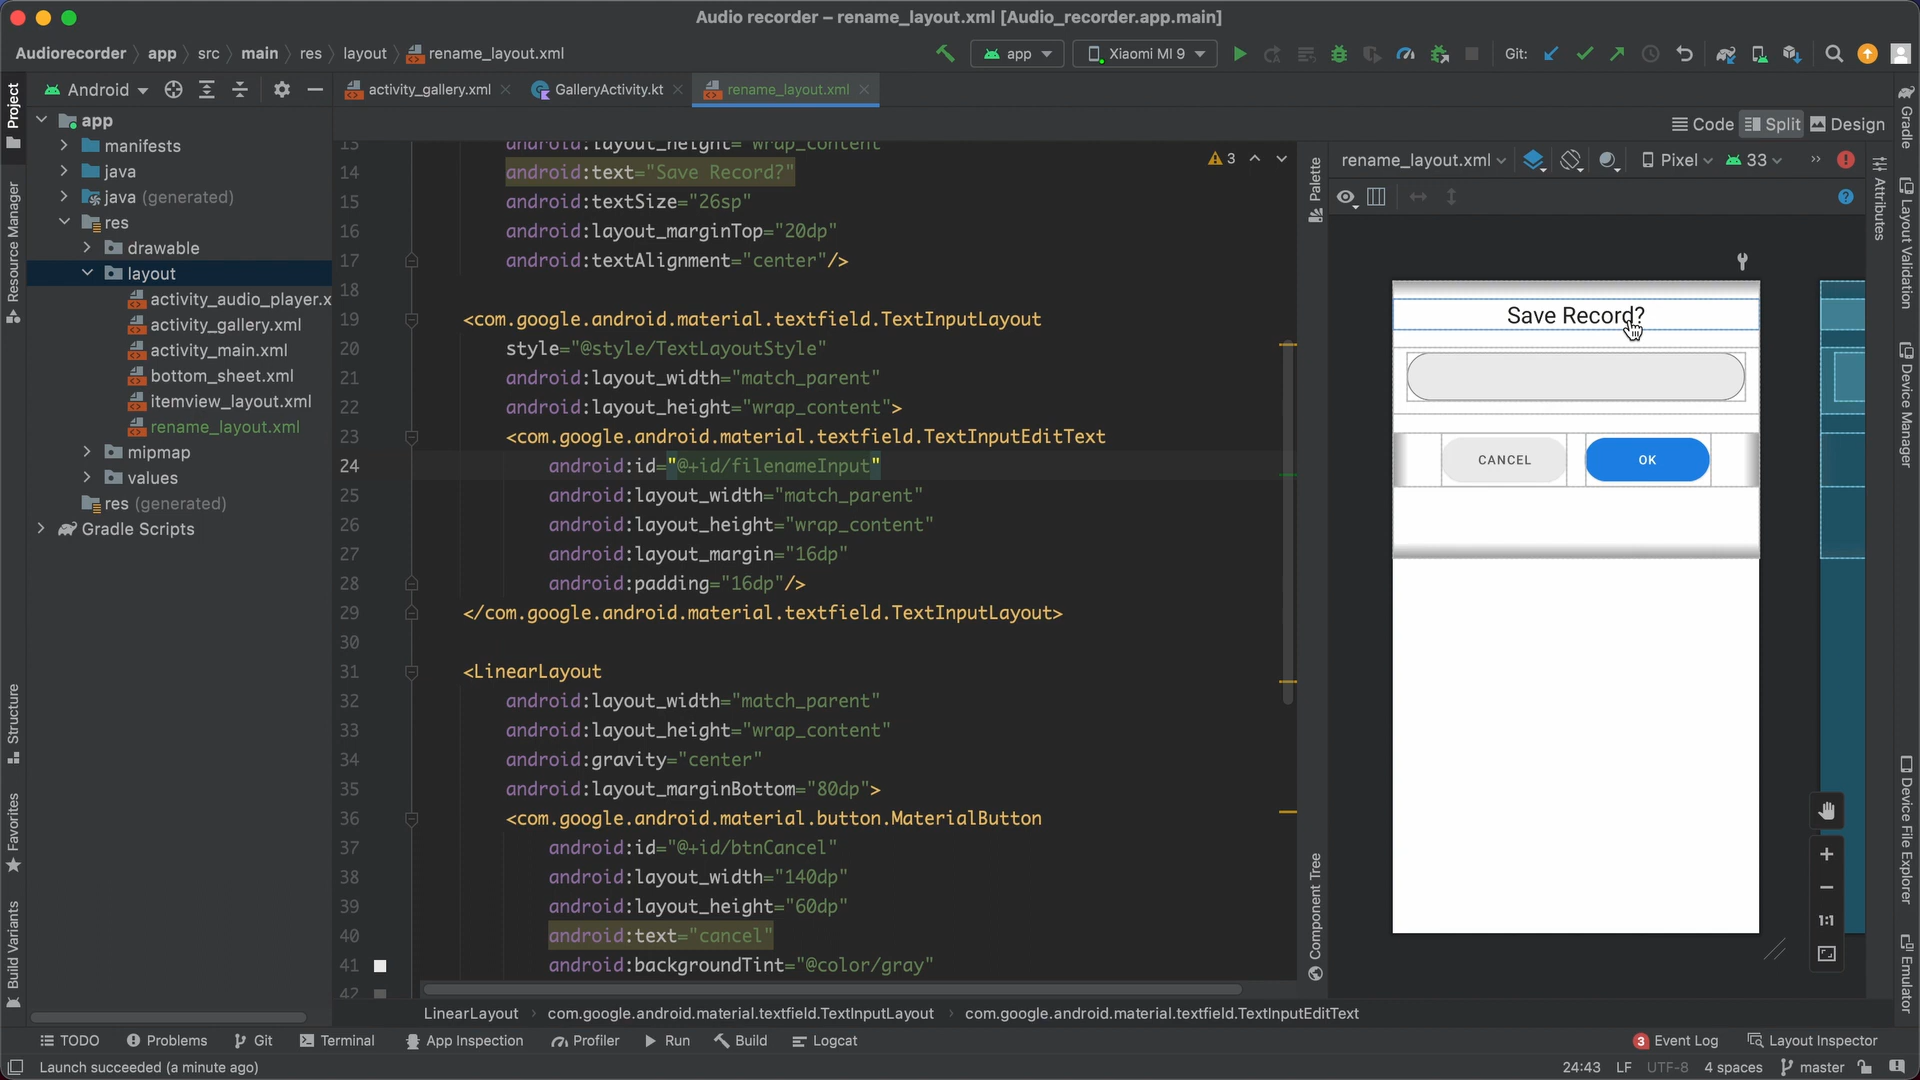 Audio recorder – rename_layout.xml [Audio_recorder.app.main]
Audiorecorder app src main res layout rename_layout.xml
app
Xiaomi MI 9
Git:
Android
activity_gallery.xml
GalleryActivity.kt
rename_layout.xml
Code
Split
Design
Project
Resource Manager
Structure
Favorites
Build Variants
app
manifests
java
java (generated)
res
drawable
layout
activity_audio_player.x
activity_gallery.xml
activity_main.xml
bottom_sheet.xml
itemview_layout.xml
rename_layout.xml
mipmap
values
res (generated)
Gradle Scripts
3
13 android:layout_height="wrap_content"
14 android:text="Save Record?"
15 android:textSize="26sp"
16 android:layout_marginTop="20dp"
17 android:textAlignment="center"/>
18
19 <com.google.android.material.textfield.TextInputLayout
20 style="@style/TextLayoutStyle"
21 android:layout_width="match_parent"
22 android:layout_height="wrap_content">
23 <com.google.android.material.textfield.TextInputEditText
24 android:id="@+id/filenameInput"
25 android:layout_width="match_parent"
26 android:layout_height="wrap_content"
27 android:layout_margin="16dp"
28 android:padding="16dp"/>
29 </com.google.android.material.textfield.TextInputLayout>
30
31 <LinearLayout
32 android:layout_width="match_parent"
33 android:layout_height="wrap_content"
34 android:gravity="center"
35 android:layout_marginBottom="80dp">
36 <com.google.android.material.button.MaterialButton
37 android:id="@+id/btnCancel"
38 android:layout_width="140dp"
39 android:layout_height="60dp"
40 android:text="cancel"
41 android:backgroundTint="@color/gray"
42
Palette
Component Tree
rename_layout.xml
Pixel
33
Save Record?
CANCEL
OK
1:1
Attributes
Gradle
Layout Validation
Device Manager
Device File Explorer
Emulator
LinearLayout com.google.android.material.textfield.TextInputLayout com.google.android.material.textfield.TextInputEditText
TODO Problems Git Terminal App Inspection Profiler Run Build Logcat
3 Event Log Layout Inspector
Launch succeeded (a minute ago)
24:43 LF UTF-8 4 spaces master